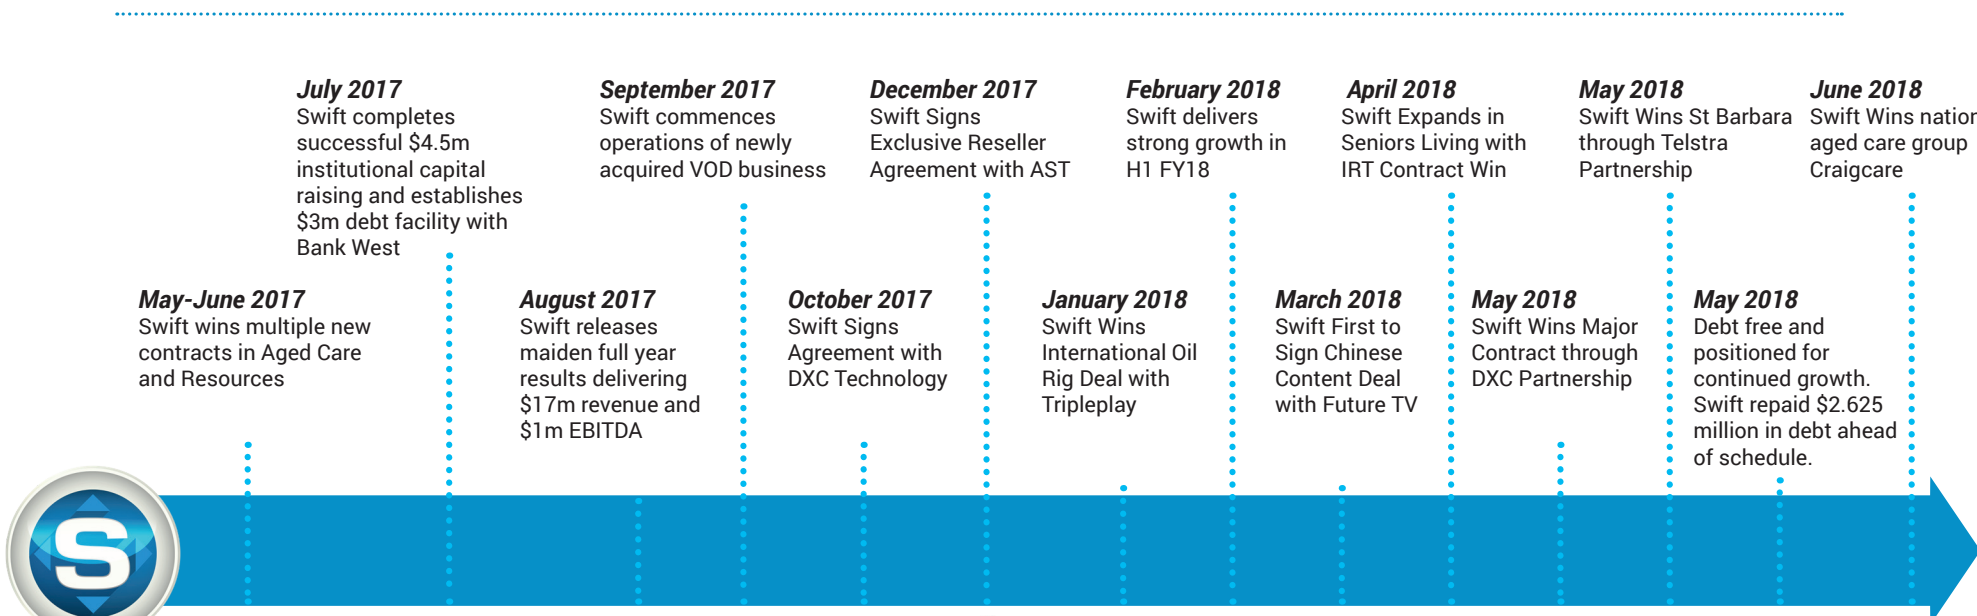 July 2017
Swift completes
successful $4.5m
institutional capital
raising and establishes
$3m debt facility with
Bank West
September 2017
Swift commences
operations of newly
acquired VOD business
December 2017
Swift Signs
Exclusive Reseller
Agreement with AST
February 2018
Swift delivers
strong growth in
H1 FY18
April 2018
Swift Expands in
Seniors Living with
IRT Contract Win
May 2018
Swift Wins St Barbara
through Telstra
Partnership
June 2018
Swift Wins nation
aged care group
Craigcare
May-June 2017
Swift wins multiple new
contracts in Aged Care
and Resources
August 2017
Swift releases
maiden full year
results delivering
$17m revenue and
$1m EBITDA
October 2017
Swift Signs
Agreement with
DXC Technology
January 2018
Swift Wins
International Oil
Rig Deal with
Tripleplay
March 2018
Swift First to
Sign Chinese
Content Deal
with Future TV
May 2018
Swift Wins Major
Contract through
DXC Partnership
May 2018
Debt free and
positioned for
continued growth.
Swift repaid $2.625
million in debt ahead
of schedule.
S